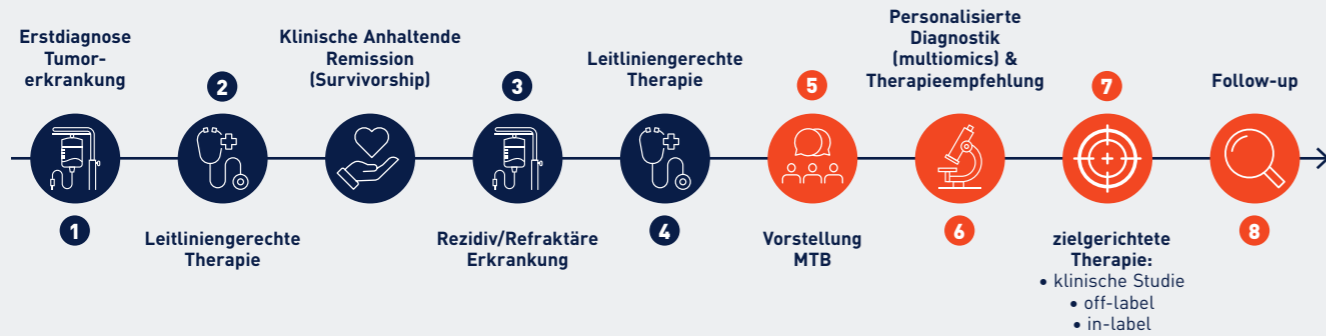 Erstdiagnose
Tumor-
erkrankung
1
2
Leitliniengerechte
Therapie
Klinische Anhaltende
Remission
(Survivorship)
3
Rezidiv/Refraktäre
Erkrankung
Leitliniengerechte
Therapie
4
5
Vorstellung
MTB
Personalisierte
Diagnostik
(multiomics) &
Therapieempfehlung
6
7
zielgerichtete
Therapie:
• klinische Studie
• off-label
• in-label
Follow-up
8